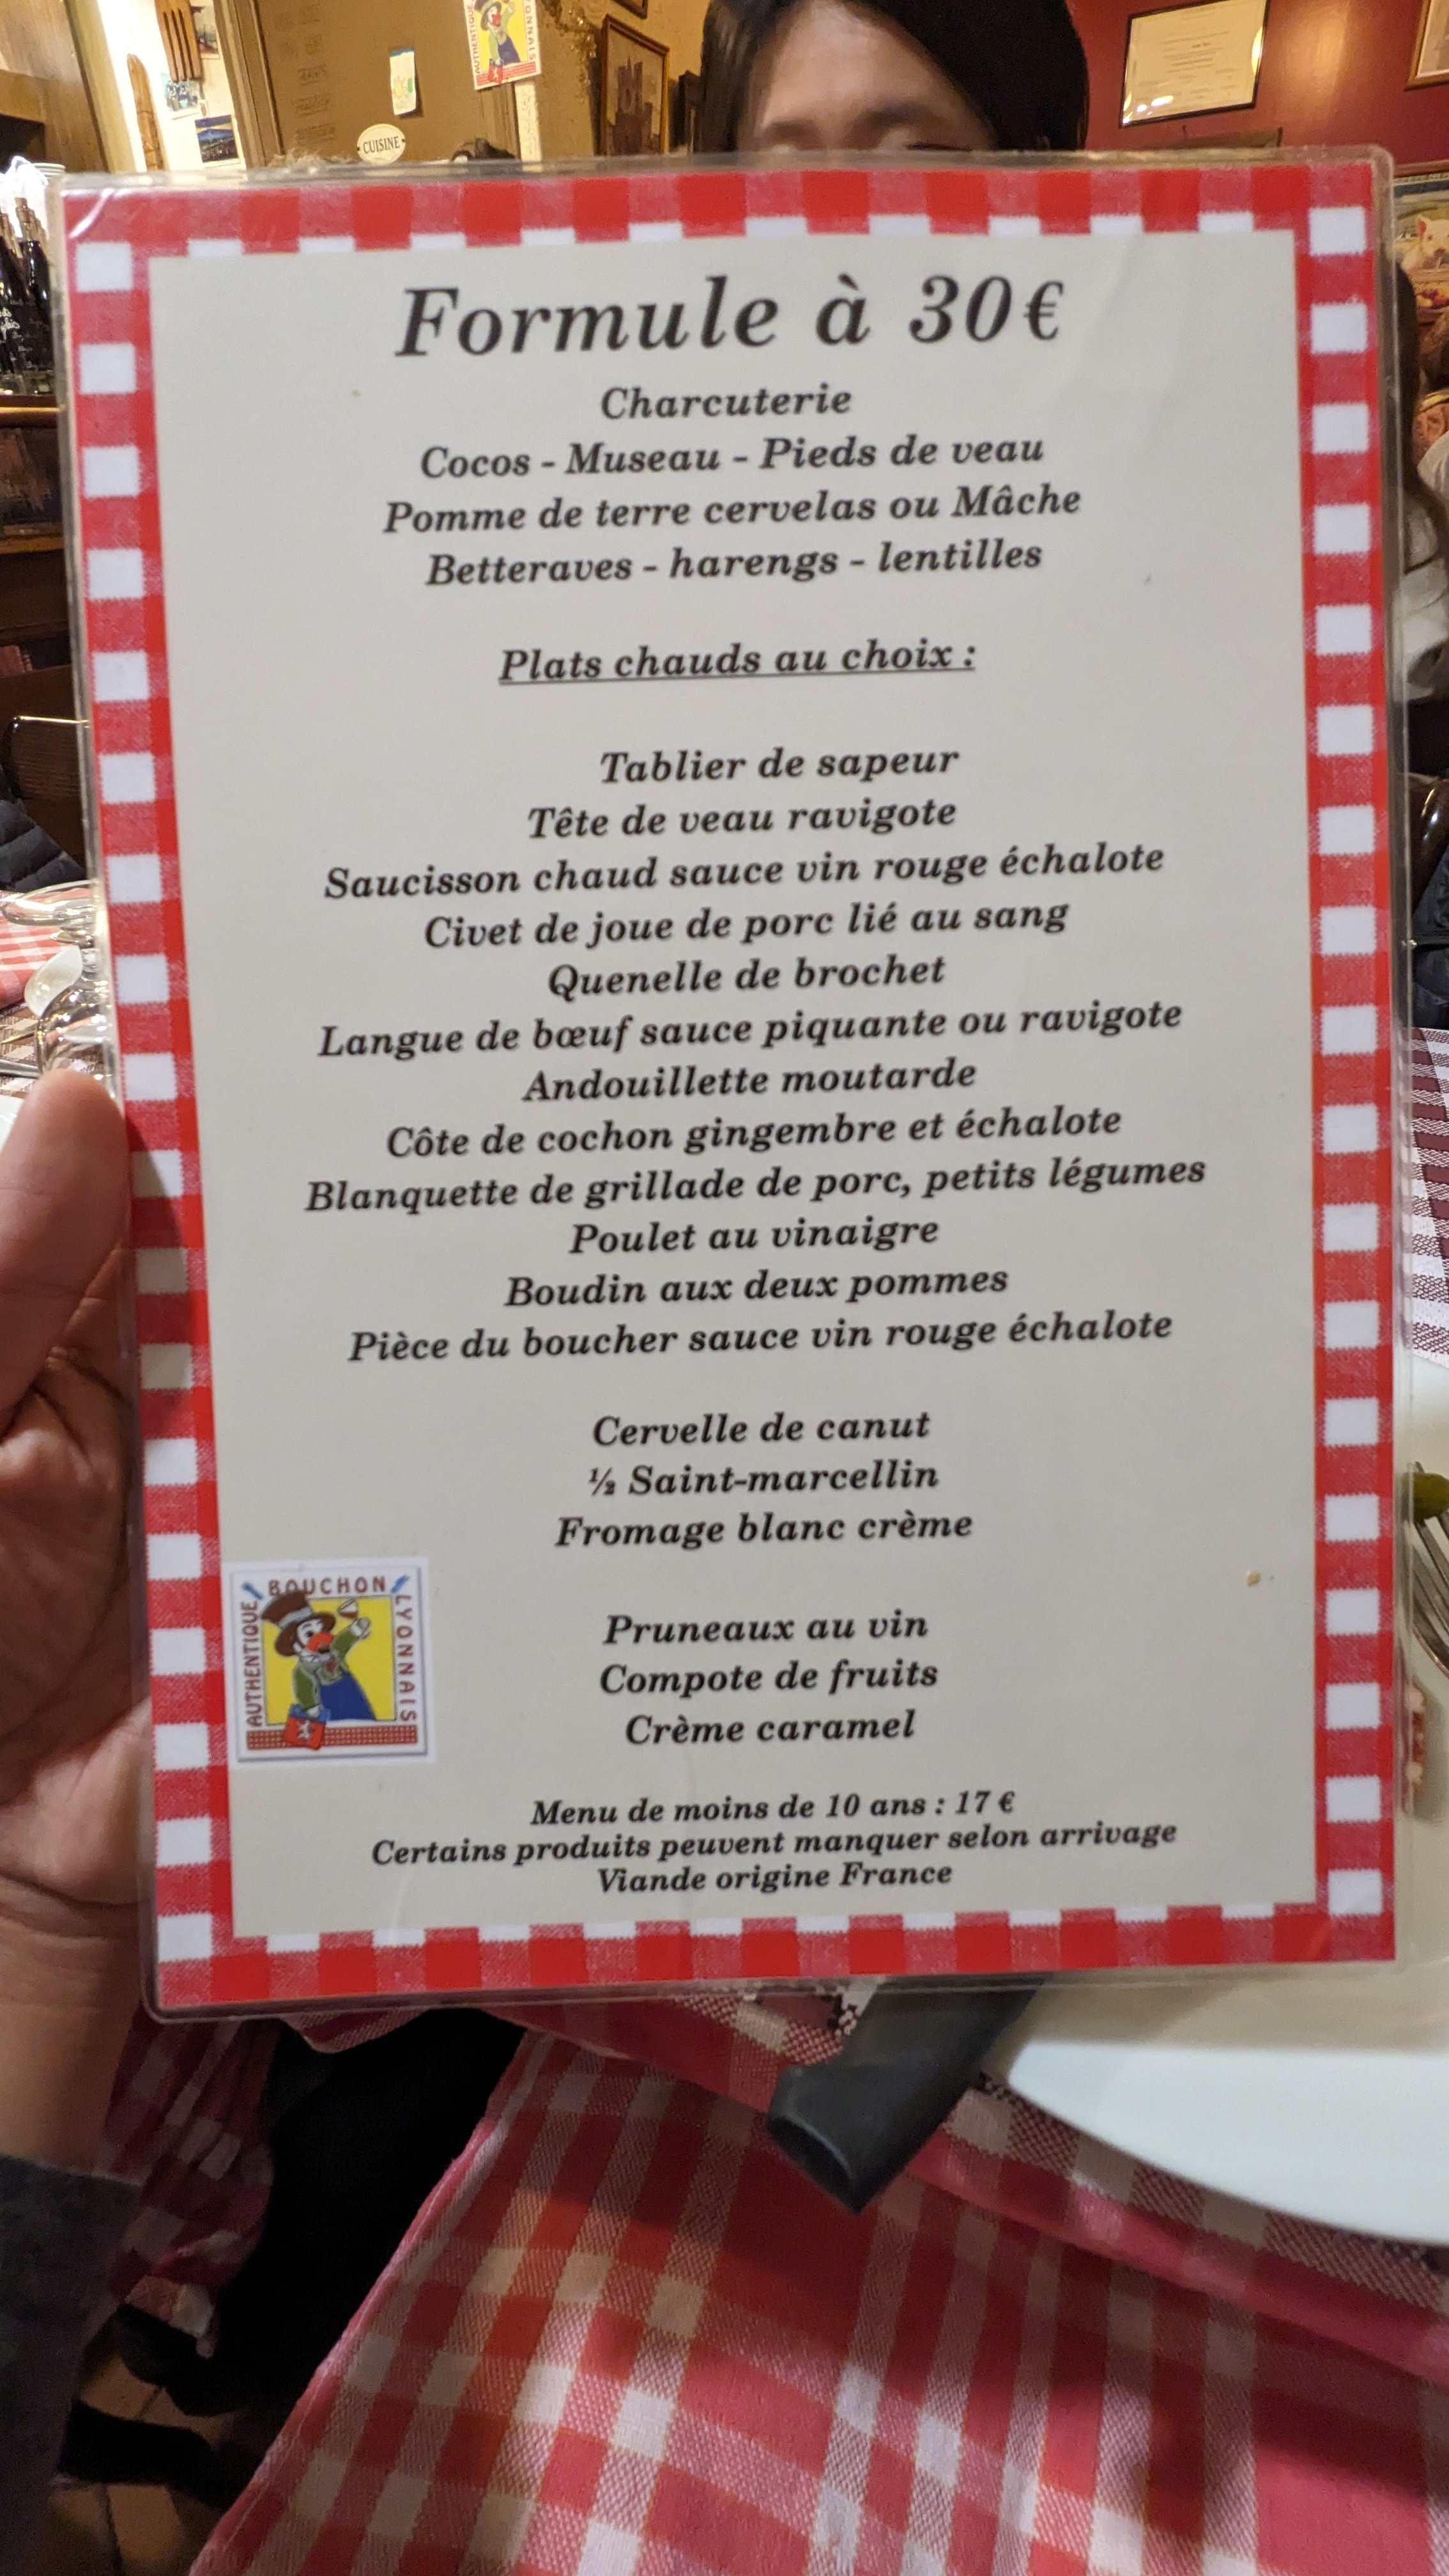 AUTHENTIQUE
LYONNAIS
CUISINE
Formule à 30€
Charcuterie
Cocos - Museau - Pieds de veau
Pomme de terre cervelas ou Mâche
Betteraves - harengs - lentilles
Plats chauds au choix :
Tablier de sapeur
Tête de veau ravigote
Saucisson chaud sauce vin rouge échalote
Civet de joue de porc lié au sang
Quenelle de brochet
Langue de bœuf sauce piquante ou ravigote
Andouillette moutarde
Côte de cochon gingembre et échalote
Blanquette de grillade de porc, petits légumes
Poulet au vinaigre
Boudin aux deux pommes
Pièce du boucher sauce vin rouge échalote
Cervelle de canut
½ Saint-marcellin
Fromage blanc crème
Pruneaux au vin
Compote de fruits
Crème caramel
AUTHENTIQUE
BOUCHON
LYONNAIS
Menu de moins de 10 ans : 17 €
Certains produits peuvent manquer selon arrivage
Viande origine France